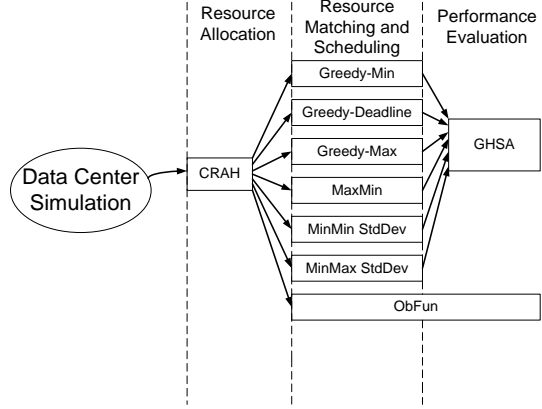 Resource
Allocation
Resource
Matching and
Scheduling
Performance
Evaluation
Data Center
Simulation
CRAH
Greedy-Min
Greedy-Deadline
Greedy-Max
MaxMin
MinMin StdDev
MinMax StdDev
ObFun
GHSA